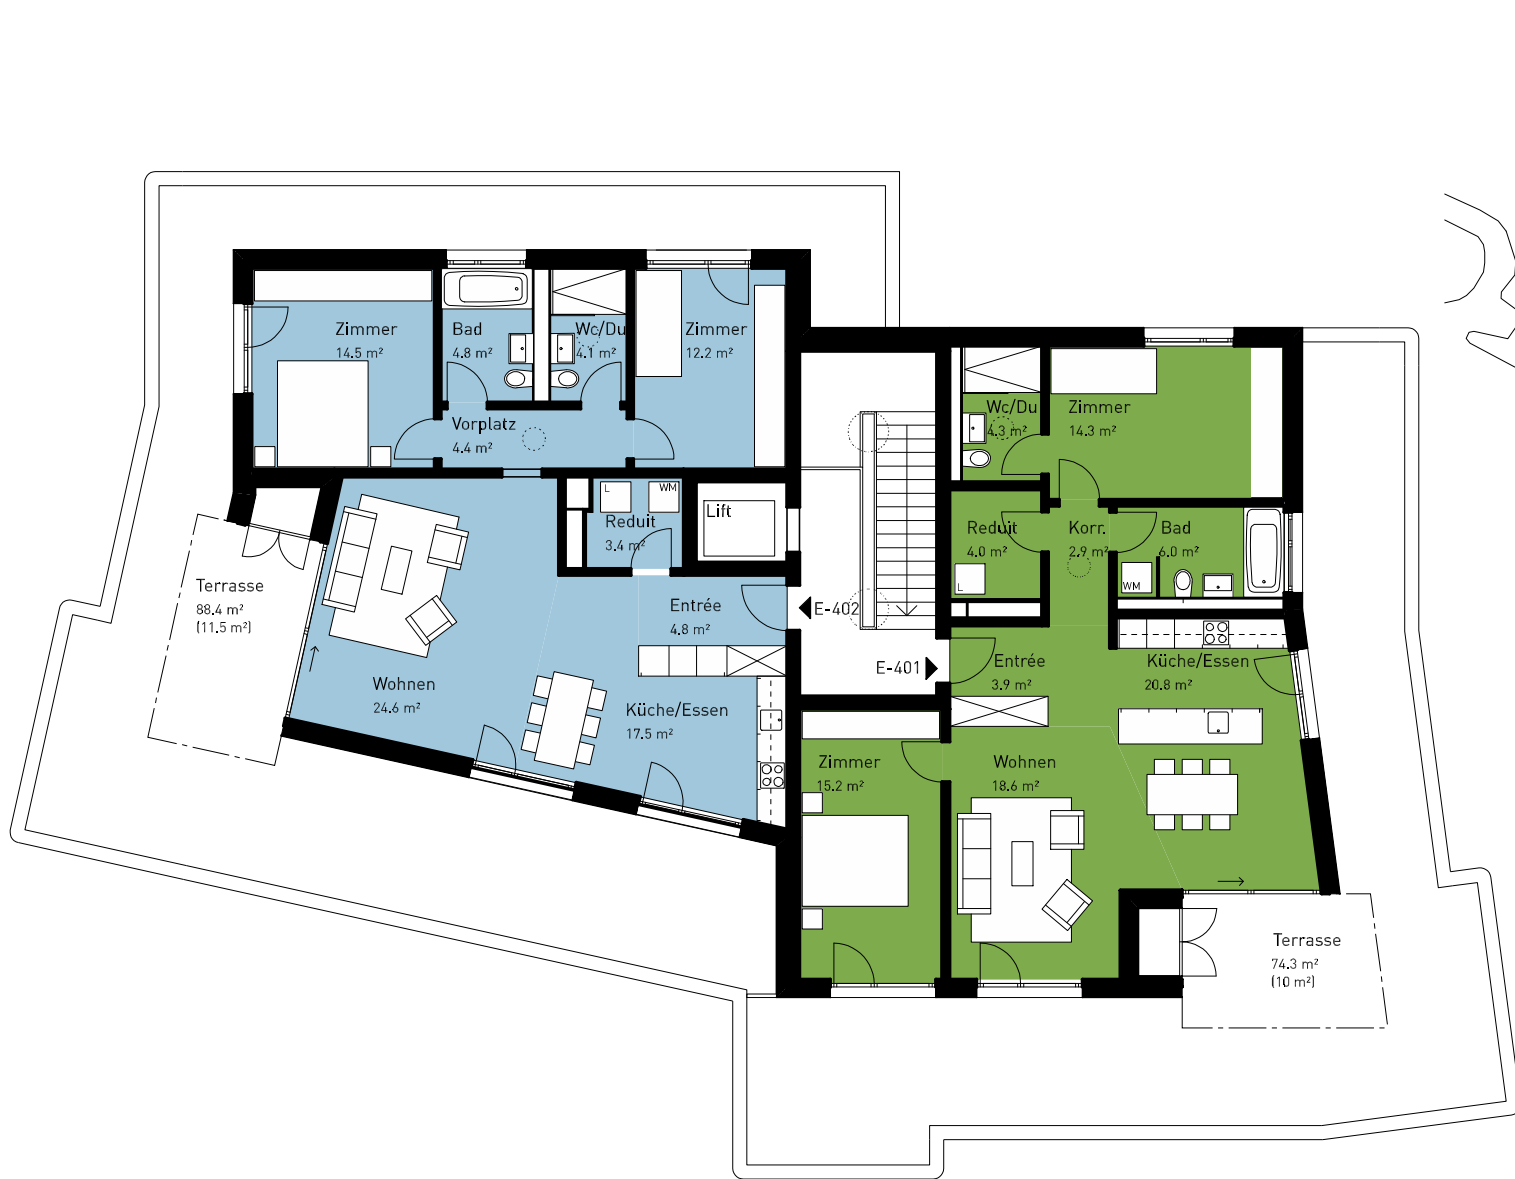 Zimmer
14.5 m²
Bad
4.8 m²
Wc/Du
4.1 m²
Zimmer
12.2 m²
Vorplatz
4.4 m²
L
WM
Reduit
3.4 m²
Lift
Terrasse
88.4 m²
(11.5 m²)
Entrée
4.8 m²
Wohnen
24.6 m²
Küche/Essen
17.5 m²
E-402
E-401
Wc/Du
4.3 m²
Zimmer
14.3 m²
Reduit
4.0 m²
L
Korr.
2.9 m²
Bad
6.0 m²
WM
Entrée
3.9 m²
Küche/Essen
20.8 m²
Zimmer
15.2 m²
Wohnen
18.6 m²
Terrasse
74.3 m²
(10 m²)